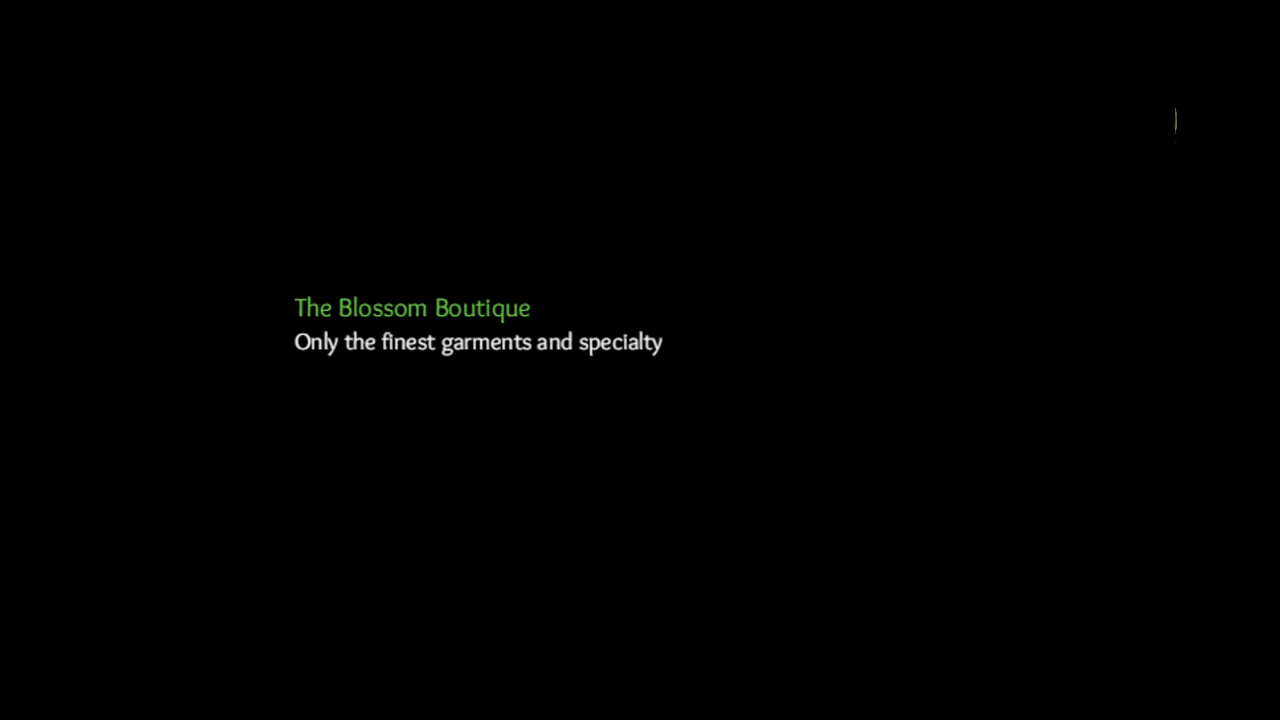 The Blossom Boutique
Only the finest garments and specialty